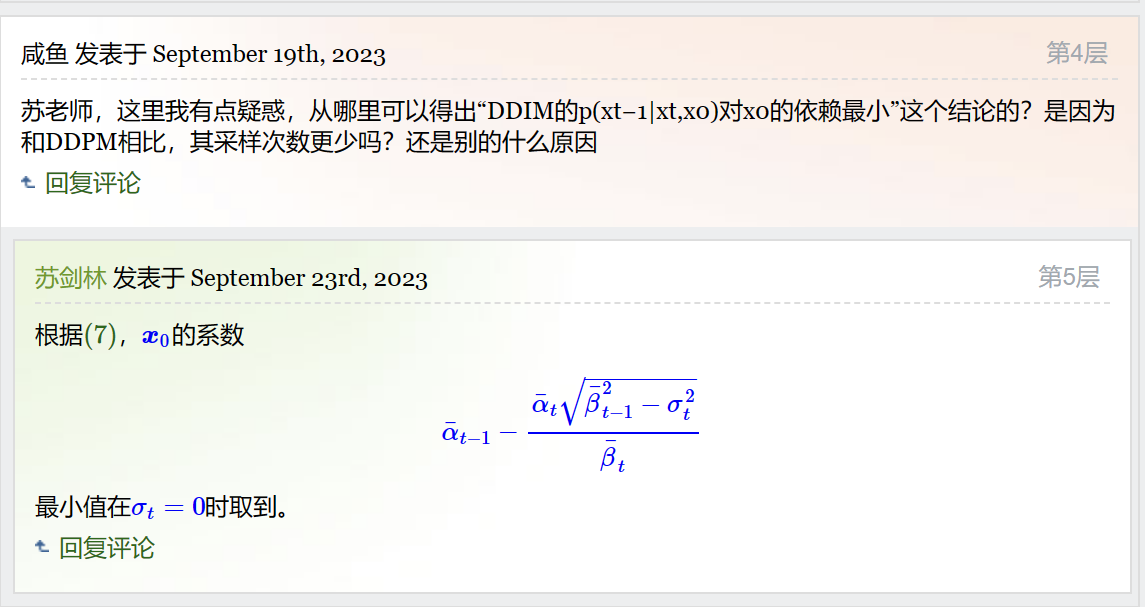 咸鱼 发表于 September 19th, 2023
第4层
苏老师，这里我有点疑惑，从哪里可以得出“DDIM的p(xt−1|xt,x0)对x0的依赖最小”这个结论的？是因为
和DDPM相比，其采样次数更少吗？还是别的什么原因
回复评论
苏剑林 发表于 September 23rd, 2023
第5层
根据(7)，𝒙₀的系数
$\bar{\alpha}_{t-1} - \frac{\bar{\alpha}_t\sqrt{\bar{\beta}_{t-1}^2 - \sigma_t^2}}{\bar{\beta}_t}$
最小值在σₜ = 0时取到。
回复评论